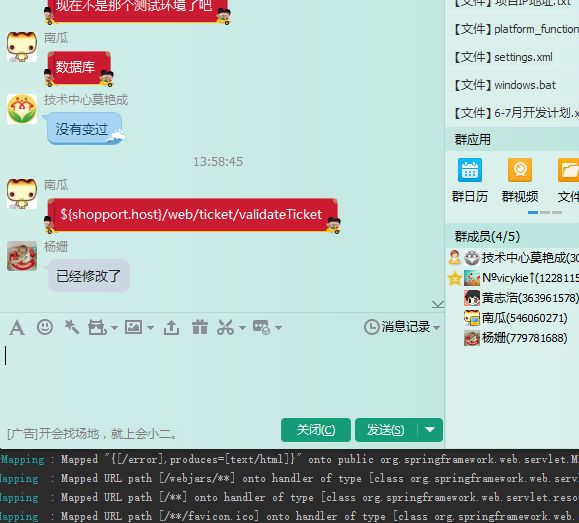 现在不是那个测试环境了吧
南瓜
数据库
技术中心莫艳成
没有变过
13:58:45
南瓜
${shopport.host}/web/ticket/validateTicket
杨姗
已经修改了
消息记录
[广告]开会找场地，就上会小二。
关闭(C)
发送(S)
【文件】项目IP地址.txt
【文件】platform_function
【文件】settings.xml
【文件】windows.bat
【文件】6-7月开发计划.x
群应用
群日历
群视频
文件
群成员(4/5)
技术中心莫艳成(30
Nºvicykie↑(1228115
黄志浩(363961578)
南瓜(546060271)
杨姗(779781688)
Mapping : Mapped "{[/error],produces=[text/html]}" onto public org.springframework.web.servlet.M
Mapping : Mapped URL path [/webjars/**] onto handler of type [class org.springframework.web.serv
Mapping : Mapped URL path [/**] onto handler of type [class org.springframework.web.servlet.reso
Mapping : Mapped URL path [/**/favicon.ico] onto handler of type [class org.springframework.web.